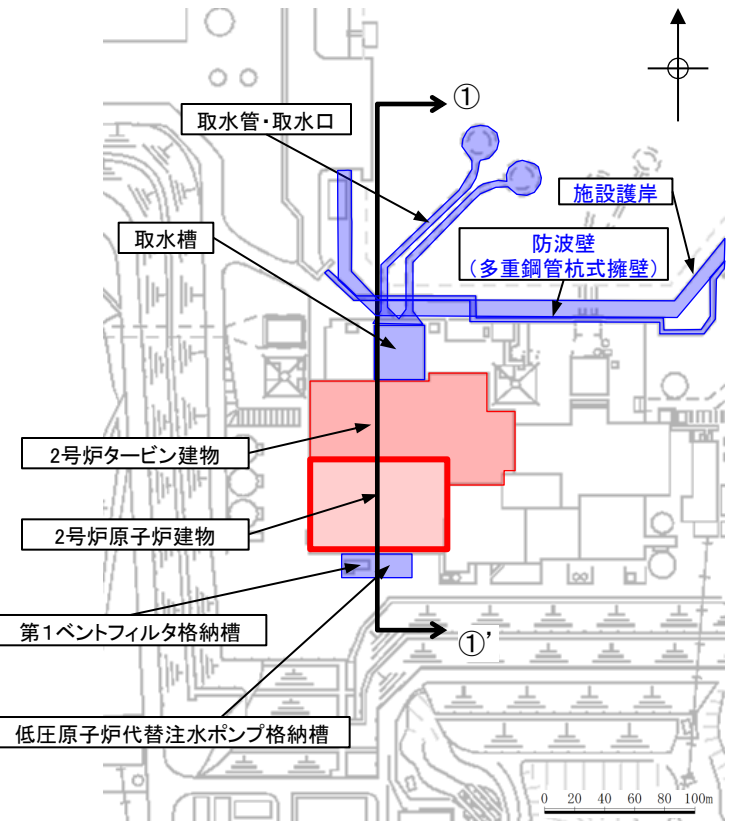 ①
取水管・取水口
施設護岸
取水槽
防波壁
（多重鋼管杭式擁壁）
2号炉タービン建物
2号炉原子炉建物
第1ベントフィルタ格納槽
①’
低圧原子炉代替注水ポンプ格納槽
0 20 40 60 80 100m